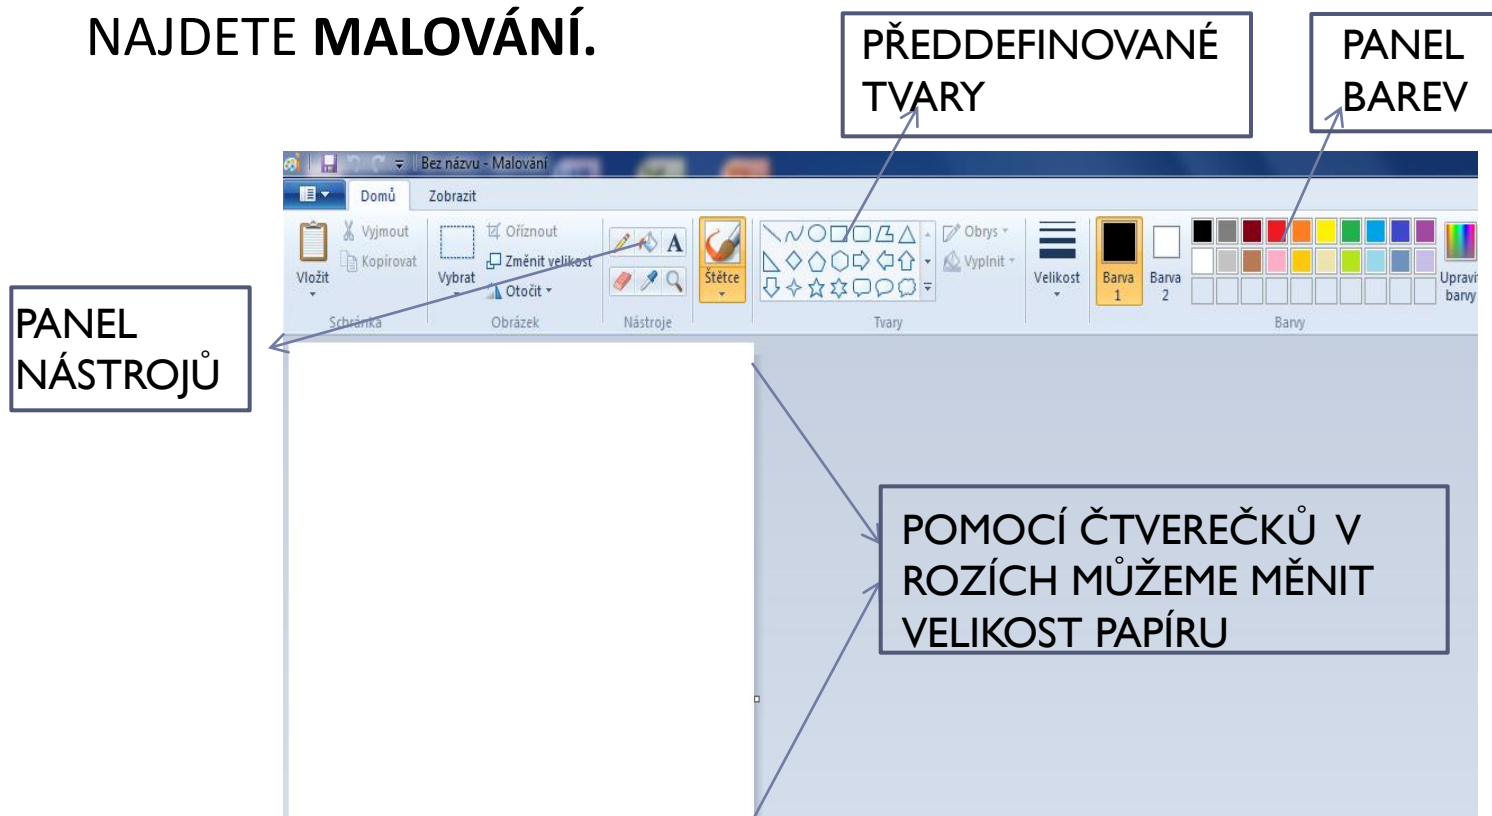 NAJDETE MALOVÁNÍ.
PŘEDDEFINOVANÉ
TVARY
PANEL
BAREV
Bez názvu - Malování
Domů
Zobrazit
Vložit
Vyjmout
Kopírovat
Schránka
Vybrat
Oříznout
Změnit velikost
Otočit
Obrázek
A
Nástroje
Štětce
Obrys
Vyplnit
Tvary
Velikost
Barva
1
Barva
2
Upravit
barvy
Barvy
PANEL
NÁSTROJŮ
POMOCÍ ČTVEREČKŮ V
ROZÍCH MŮŽEME MĚNIT
VELIKOST PAPÍRU